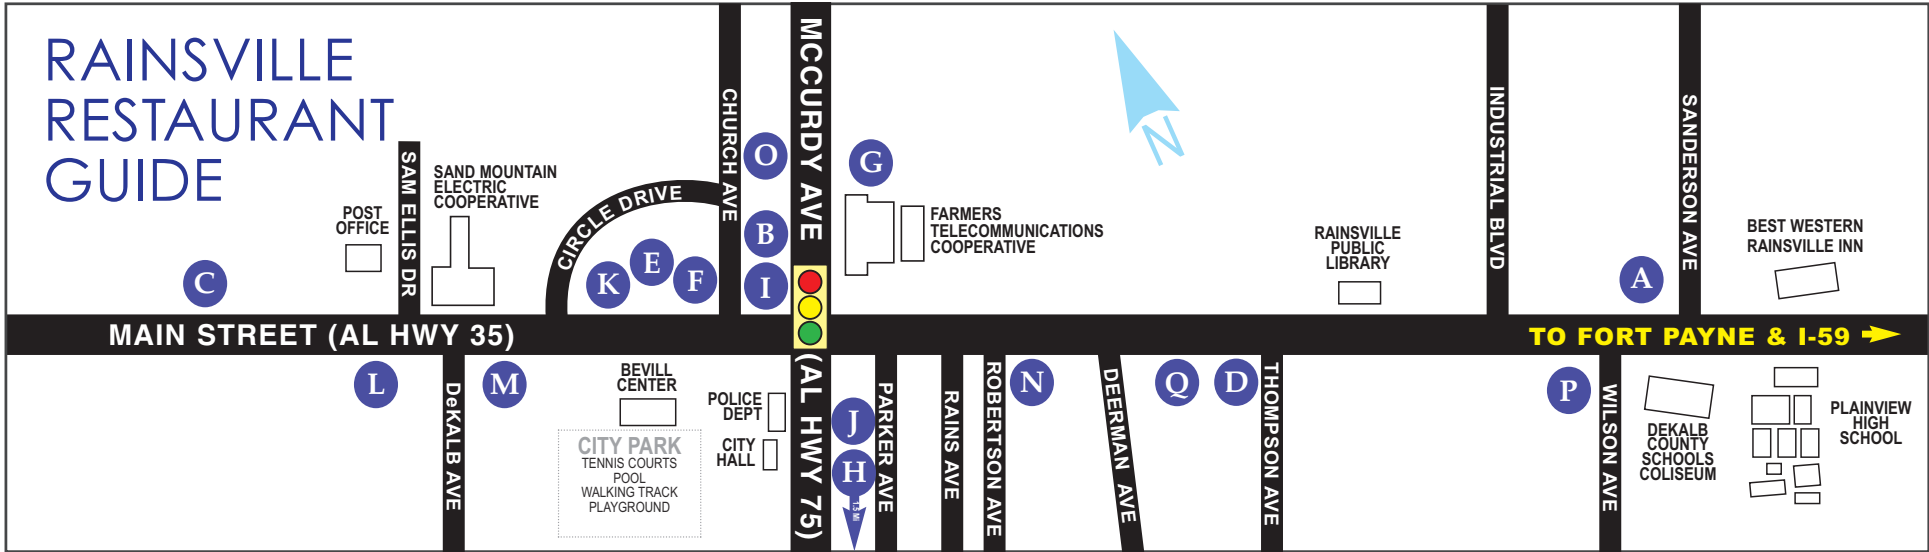 RAINSVILLE
RESTAURANT
GUIDE
SAM ELLIS DR
POST
OFFICE
SAND MOUNTAIN
ELECTRIC
COOPERATIVE
CIRCLE DRIVE
CHURCH AVE
MCCURDY AVE
(AL HWY 75)
O
B
I
G
C
K
E
F
FARMERS
TELECOMMUNICATIONS
COOPERATIVE
N
RAINSVILLE
PUBLIC
LIBRARY
INDUSTRIAL BLVD
A
SANDERSON AVE
BEST WESTERN
RAINSVILLE INN
MAIN STREET (AL HWY 35)
TO FORT PAYNE & I-59
L
DeKALB AVE
M
BEVILL
CENTER
CITY PARK
TENNIS COURTS
POOL
WALKING TRACK
PLAYGROUND
POLICE
DEPT
CITY
HALL
J
H
1.5 Mi
PARKER AVE
RAINS AVE
ROBERTSON AVE
N
DEERMAN AVE
Q
D
THOMPSON AVE
P
WILSON AVE
DEKALB
COUNTY
SCHOOLS
COLISEUM
PLAINVIEW
HIGH
SCHOOL